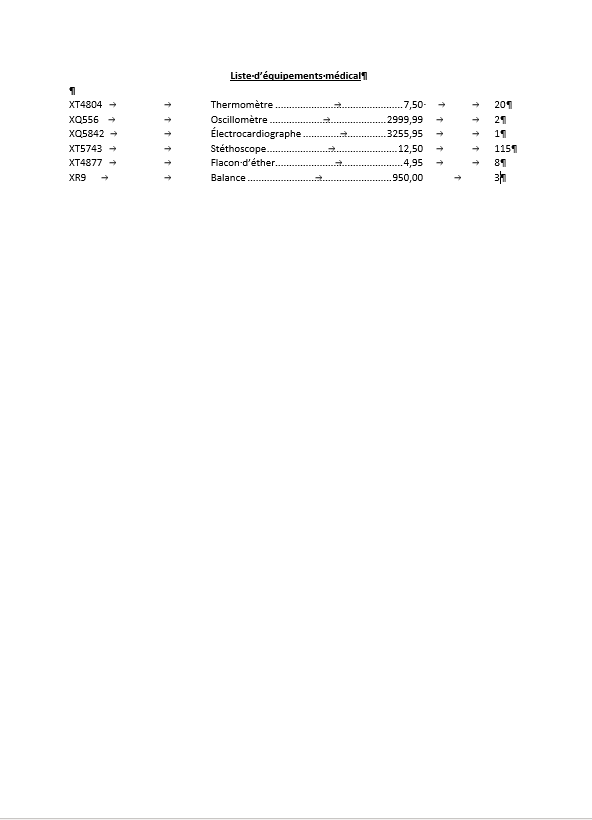 Liste·d'équipements·médical¶
¶
XT4804 → → Thermomètre ......................→......................7,50· → → 20¶
XQ556 → → Oscillomètre ....................→....................2999,99 → → 2¶
XQ5842 → → Électrocardiographe .............→...............3255,95 → → 1¶
XT5743 → → Stéthoscope......................→......................12,50 → → 115¶
XT4877 → → Flacon·d'éther......................→.......................4,95 → → 8¶
XR9 → → Balance ........................→........................950,00 → 3¶